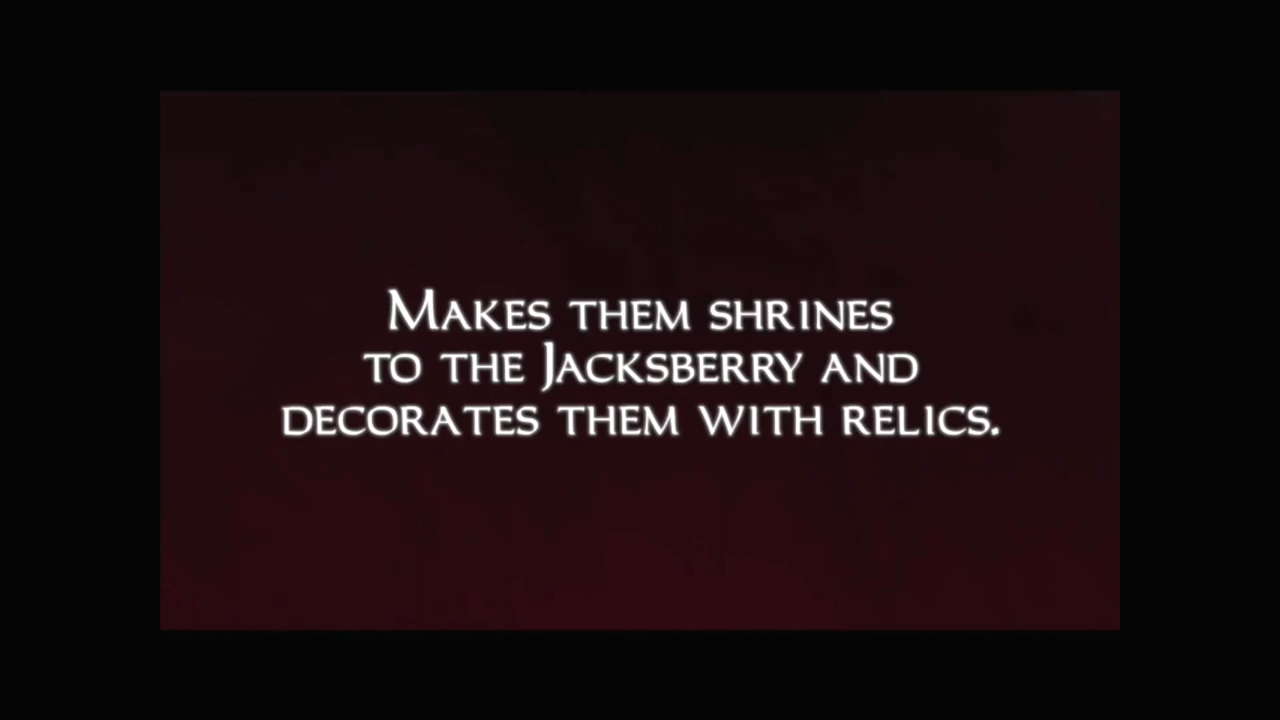 Makes them shrines
to the Jacksberry and
decorates them with relics.